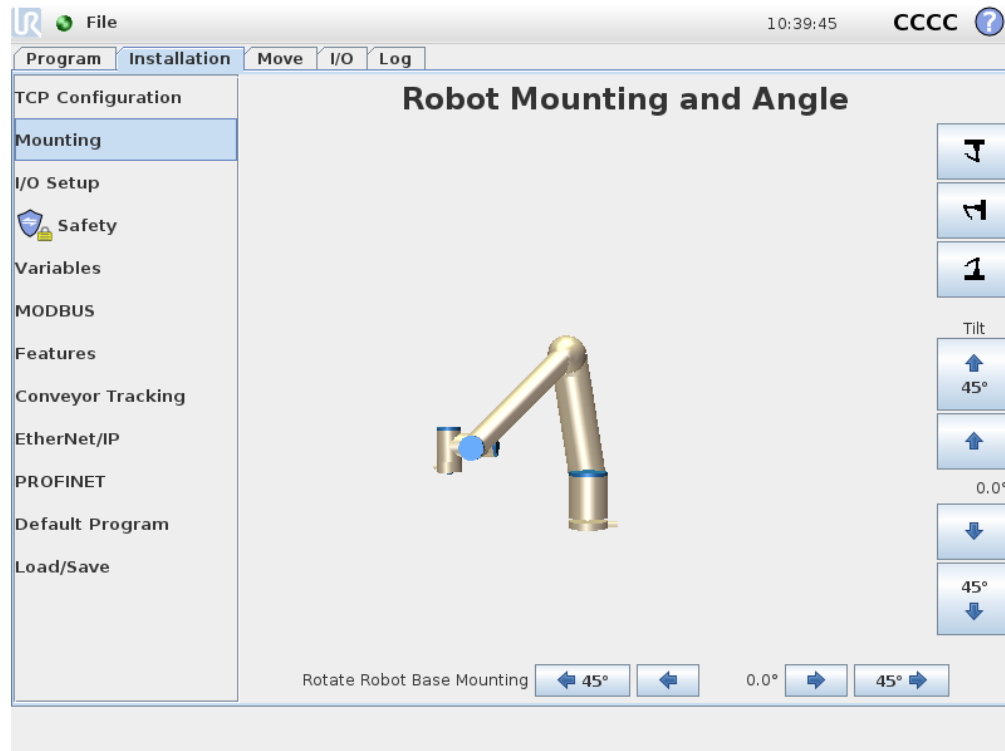 UR File 10:39:45 CCCC ?
Program Installation Move I/O Log
TCP Configuration
Robot Mounting and Angle
Mounting
I/O Setup
Safety
Variables
MODBUS
Features
Conveyor Tracking
EtherNet/IP
PROFINET
Default Program
Load/Save
Tilt
45°
0.0°
45°
Rotate Robot Base Mounting 45° 0.0° 45°